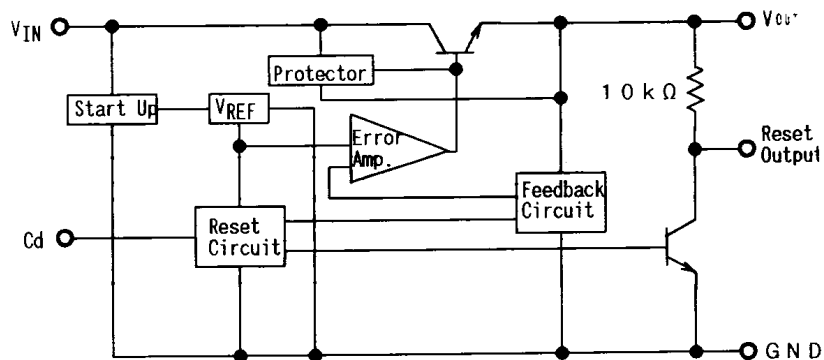 VIN
VOUT
Protector
10kΩ
Start Up
VREF
Error
Amp.
Reset
Output
Feedback
Circuit
Cd
Reset
Circuit
GND